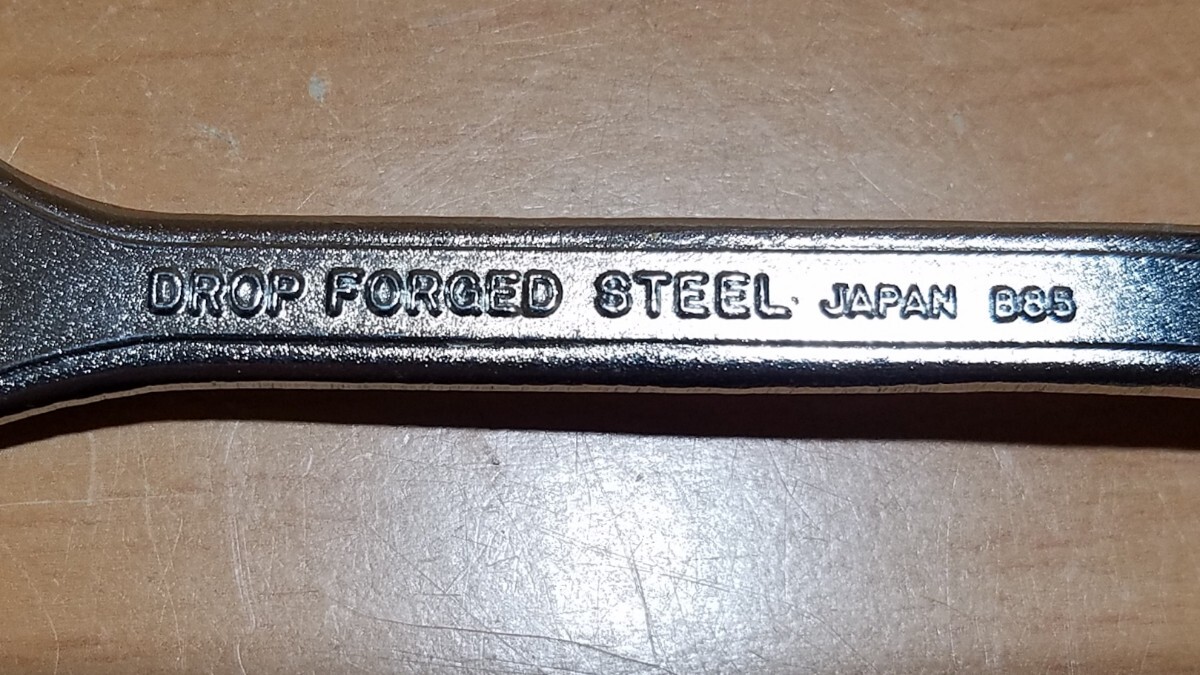 DROP FORGED STEEL JAPAN B85